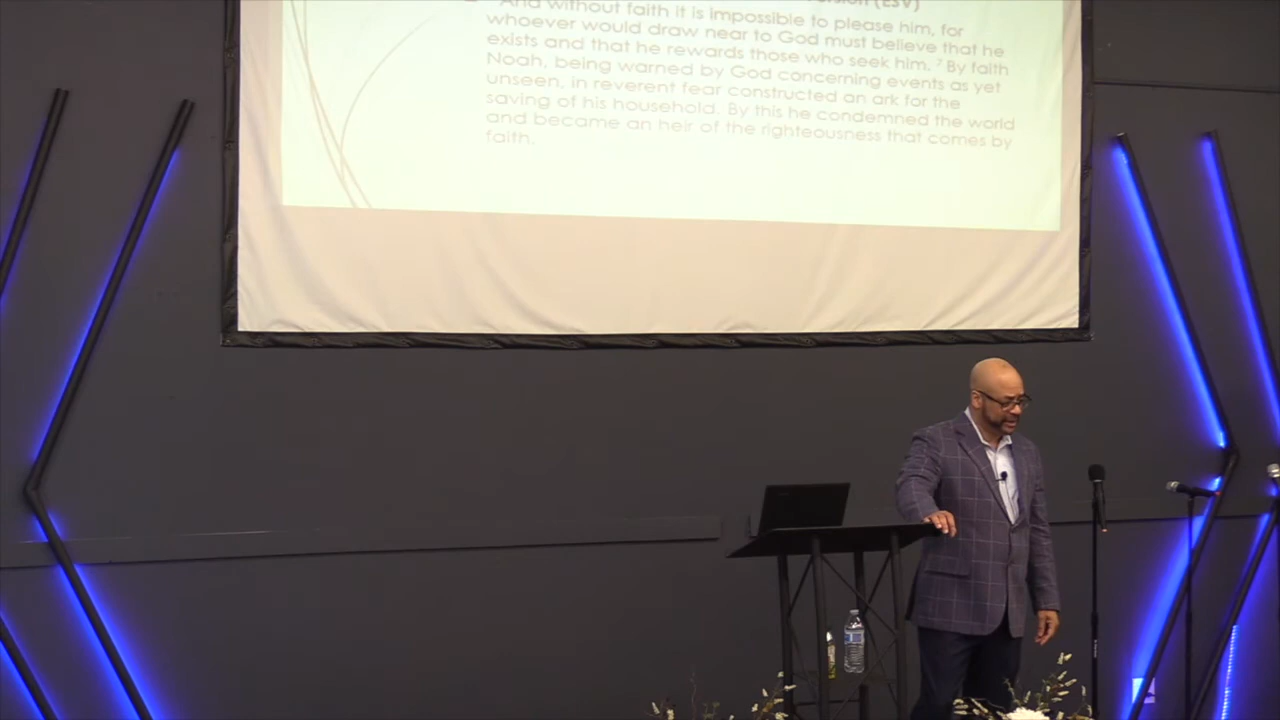 (ESV)
And without faith it is impossible to please him, for
whoever would draw near to God must believe that he
exists and that he rewards those who seek him. 7 By faith
Noah, being warned by God concerning events as yet
unseen, in reverent fear constructed an ark for the
saving of his household. By this he condemned the world
and became an heir of the righteousness that comes by
faith.